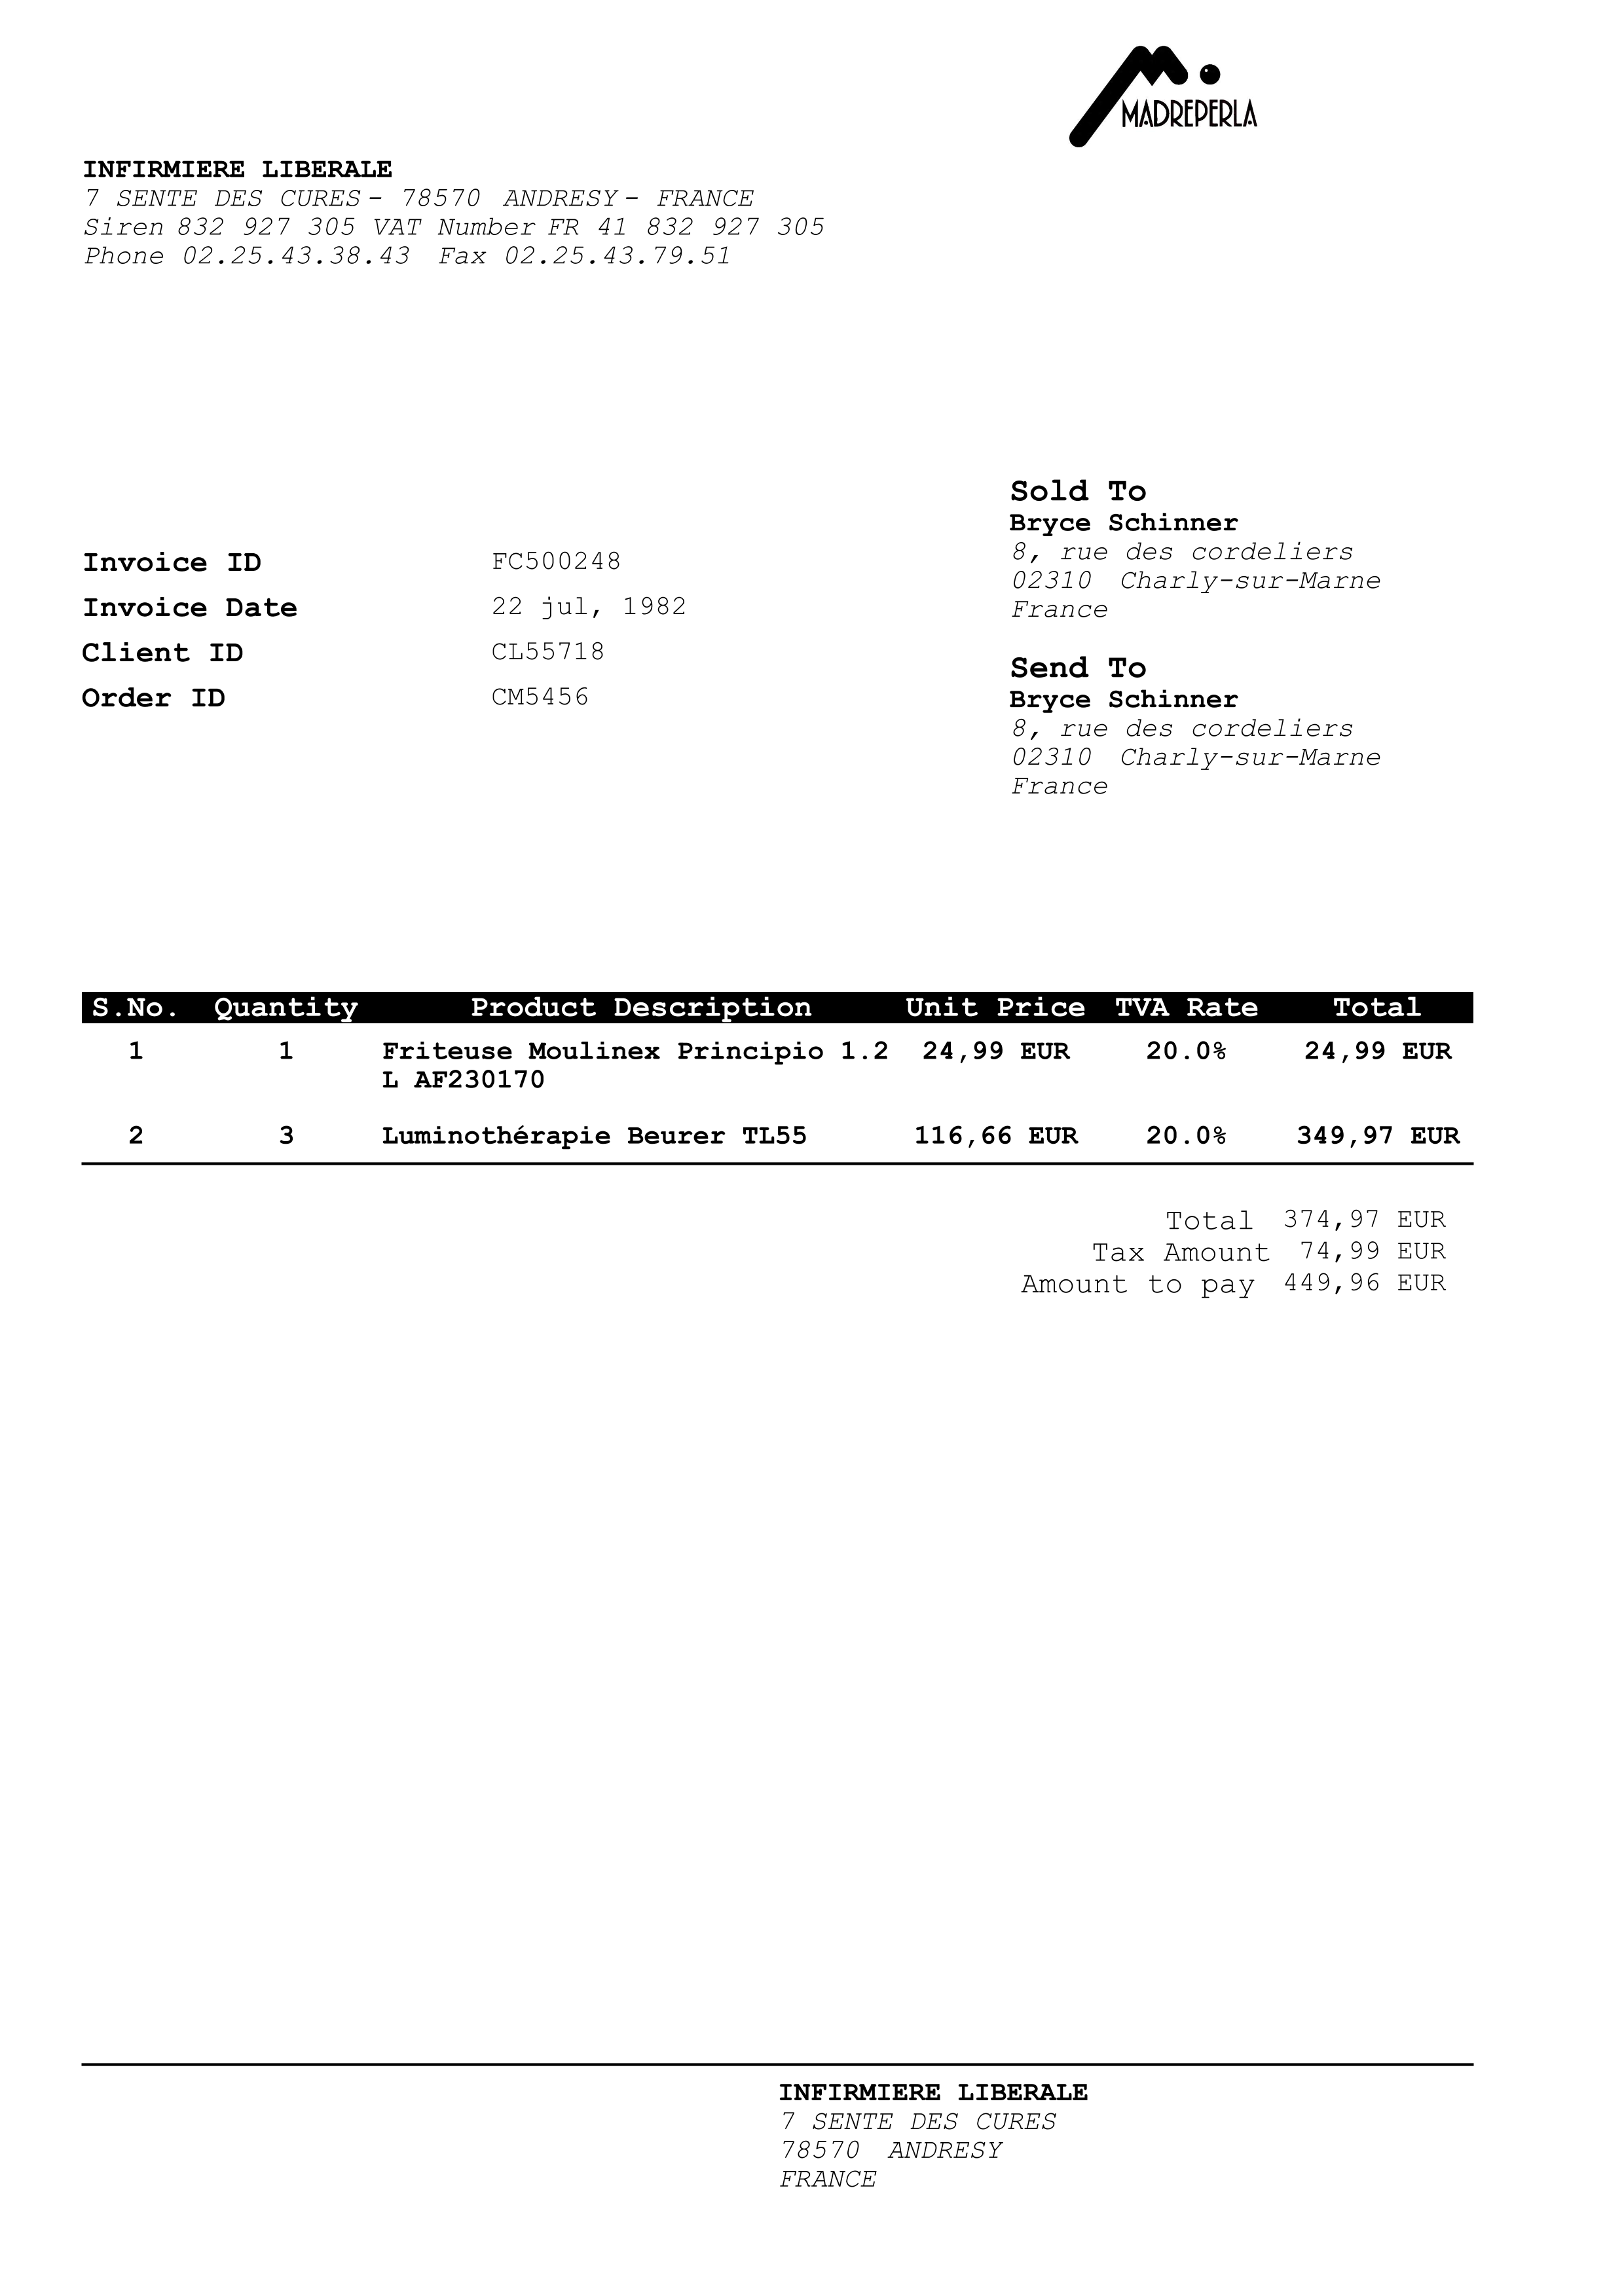 MADREPERLA
INFIRMIERE LIBERALE
7 SENTE DES CURES - 78570 ANDRESY - FRANCE
Siren 832 927 305 VAT Number FR 41 832 927 305
Phone 02.25.43.38.43 Fax 02.25.43.79.51
Invoice ID FC500248
Invoice Date 22 jul, 1982
Client ID CL55718
Order ID CM5456
Sold To
Bryce Schinner
8, rue des cordeliers
02310 Charly-sur-Marne
France
Send To
Bryce Schinner
8, rue des cordeliers
02310 Charly-sur-Marne
France
S.No. Quantity Product Description Unit Price TVA Rate Total
1 1 Friteuse Moulinex Principio 1.2 24,99 EUR 20.0% 24,99 EUR
L AF230170
2 3 Luminothérapie Beurer TL55 116,66 EUR 20.0% 349,97 EUR
Total 374,97 EUR
Tax Amount 74,99 EUR
Amount to pay 449,96 EUR
INFIRMIERE LIBERALE
7 SENTE DES CURES
78570 ANDRESY
FRANCE